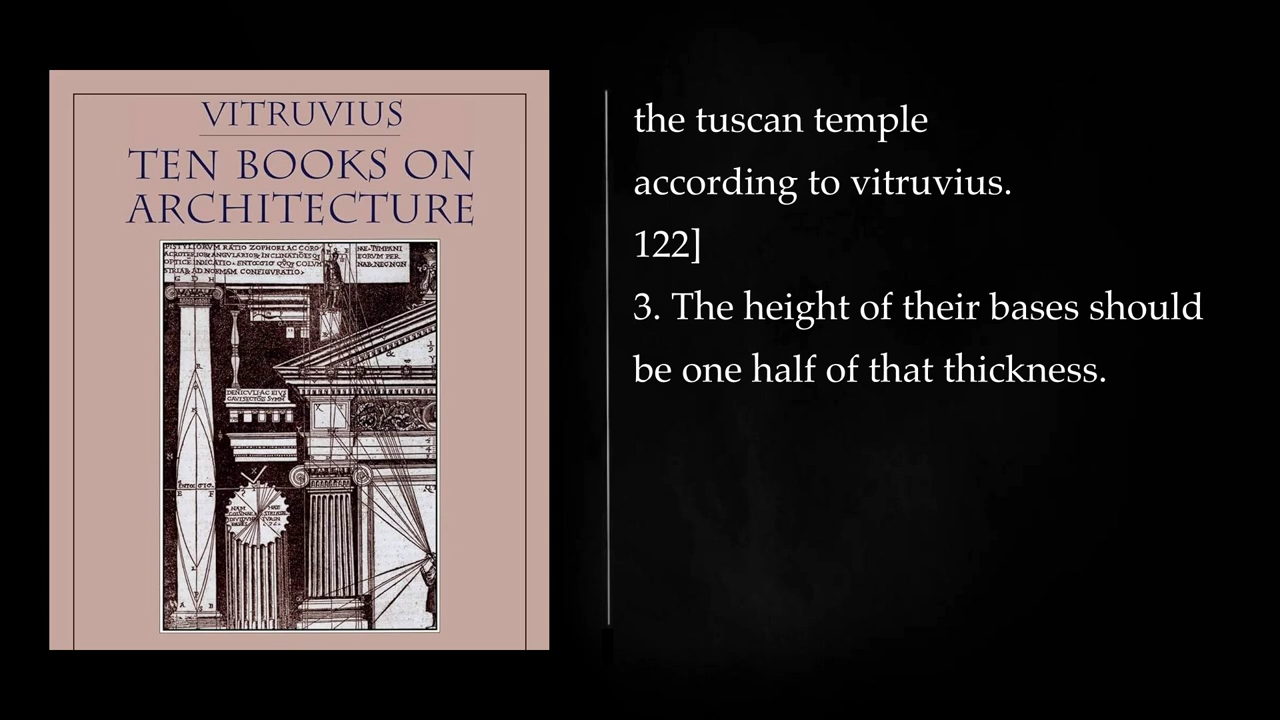 VITRUVIUS
TEN BOOKS ON
ARCHITECTURE
the tuscan temple
according to vitruvius.
122]
3. The height of their bases should
be one half of that thickness.